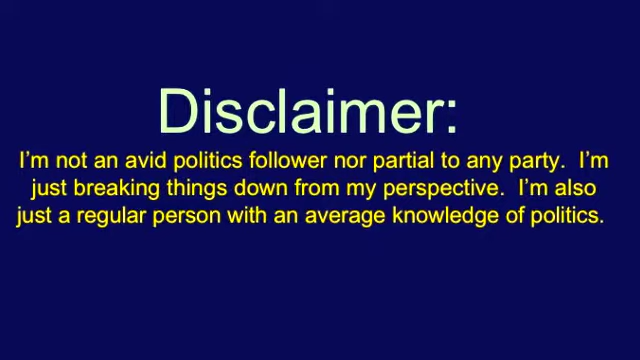 Disclaimer:
I'm not an avid politics follower nor partial to any party.  I'm
just breaking things down from my perspective.  I'm also
just a regular person with an average knowledge of politics.